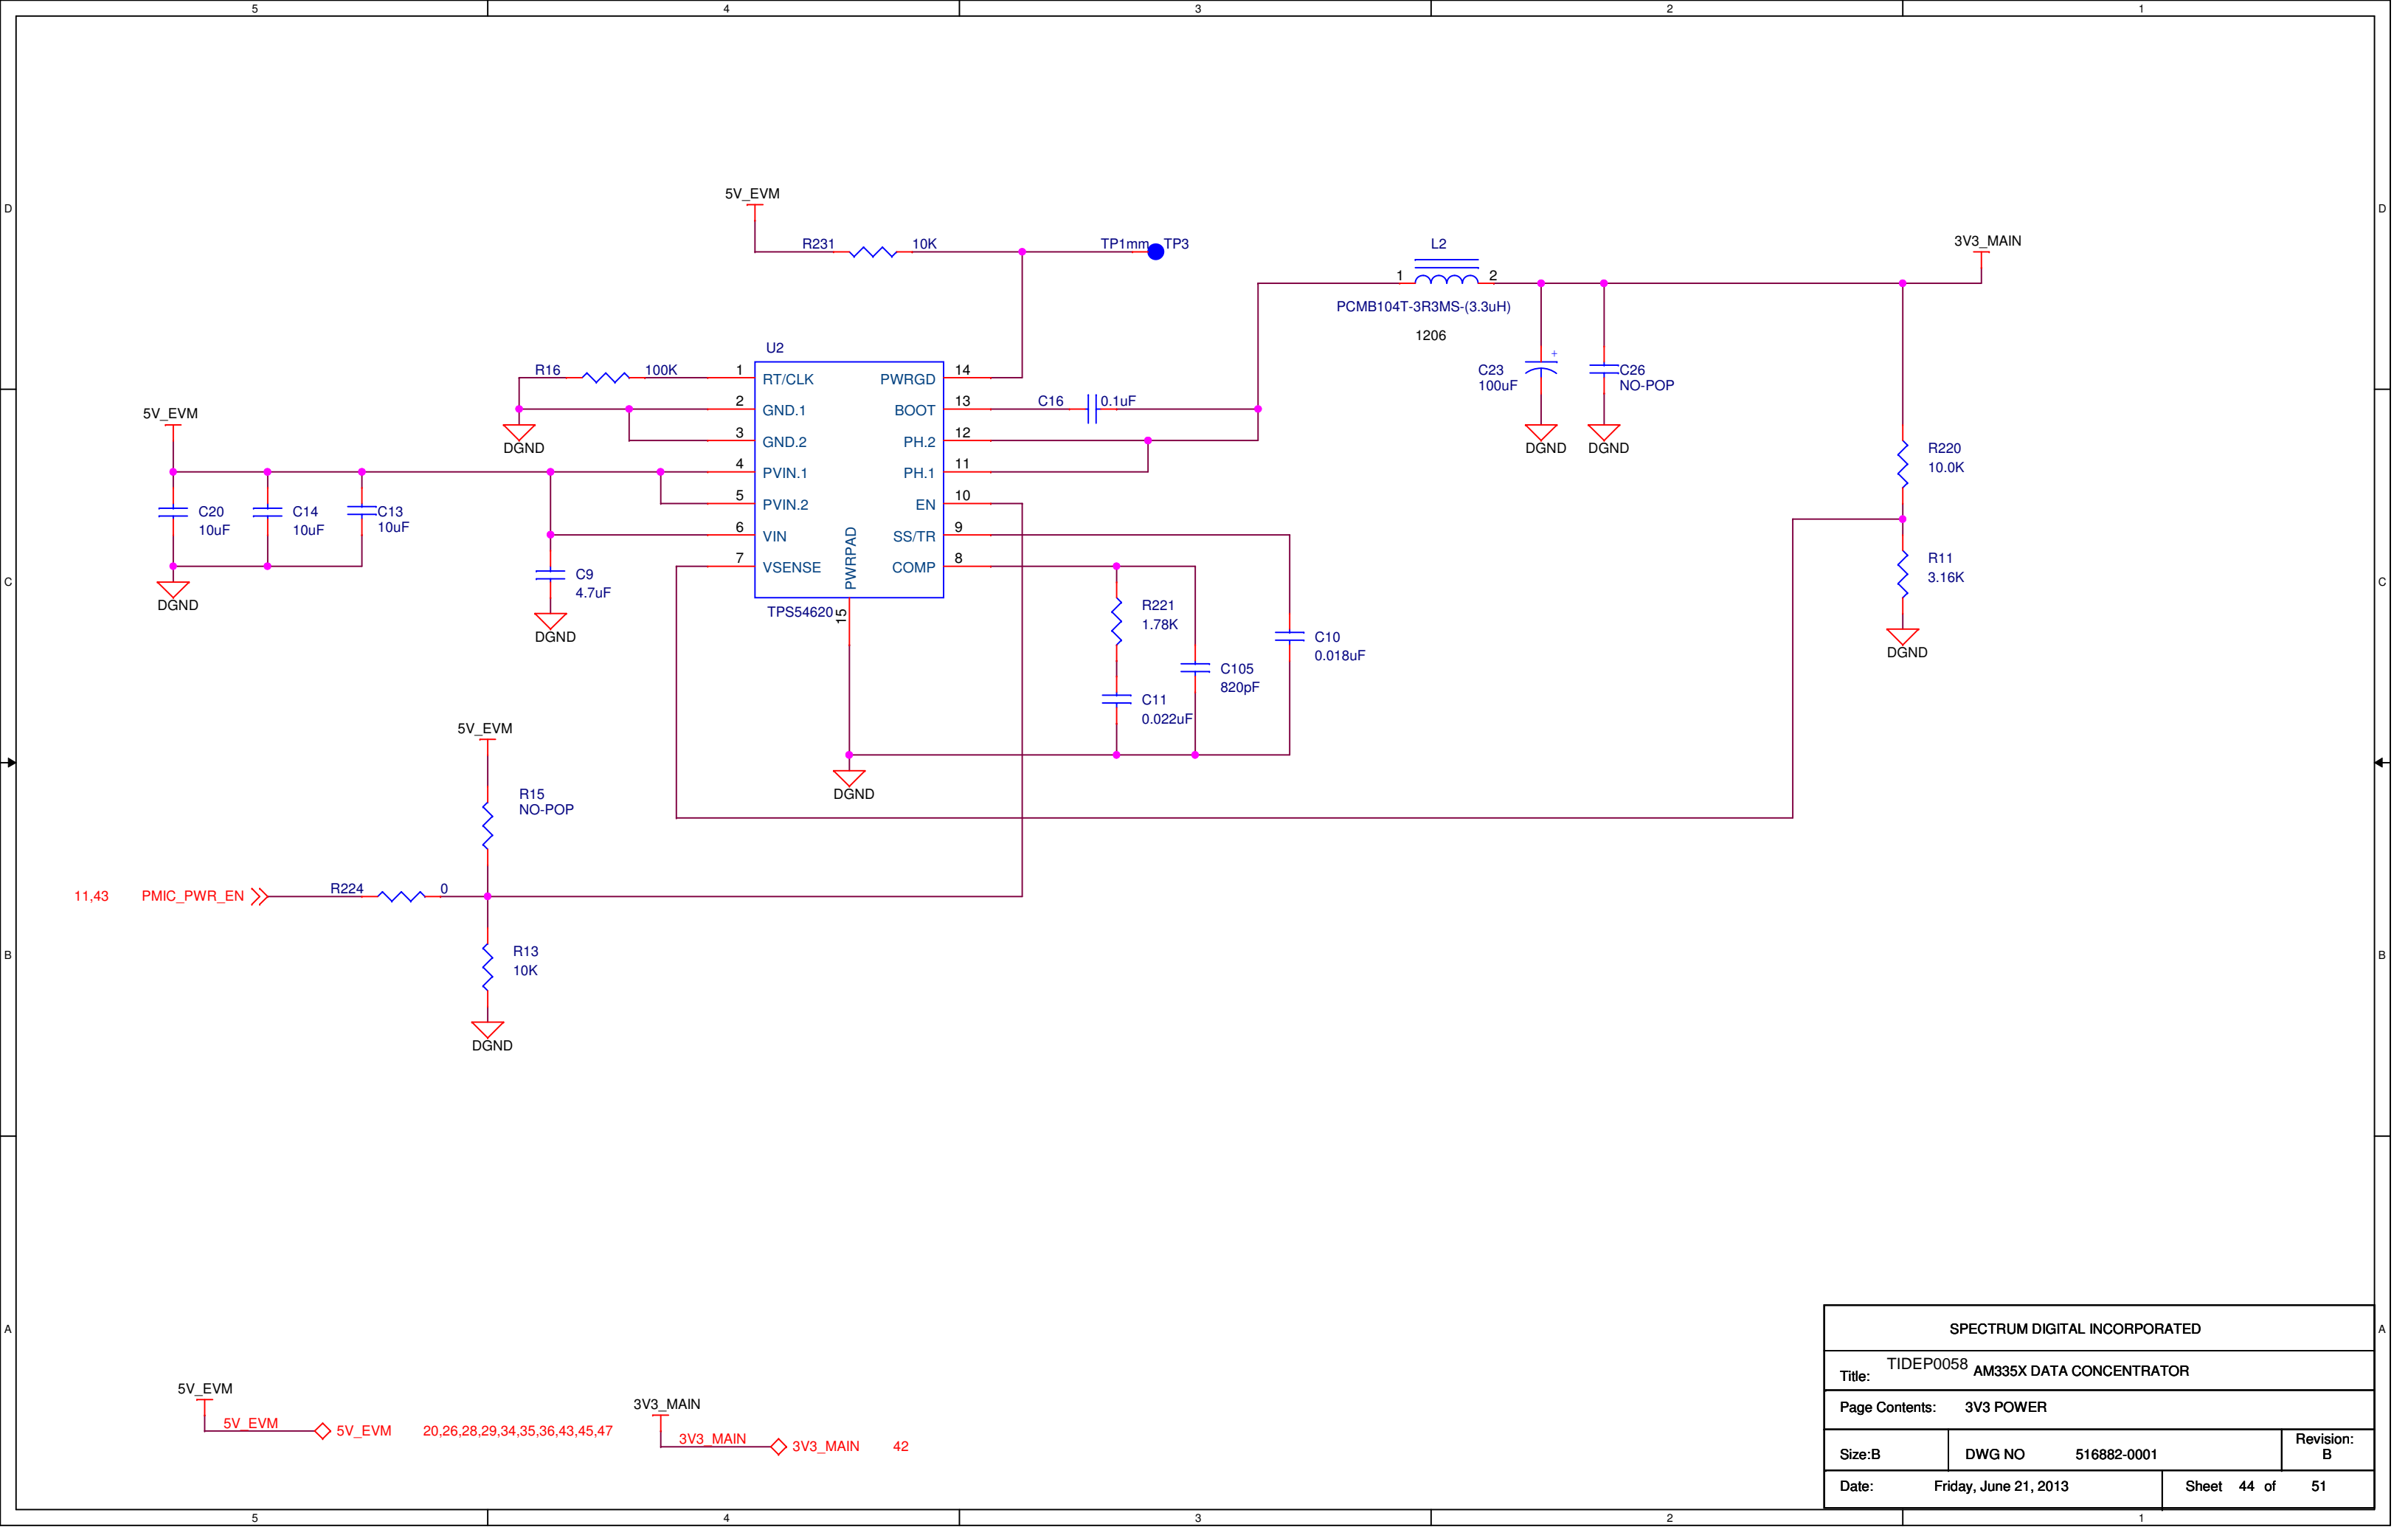 5 4 3 2 1
D D
C C
B B
A A
5V_EVM
R231 10K
TP1mm TP3
L2
1 2
PCMB104T-3R3MS-(3.3uH)
1206
3V3_MAIN
U2
R16 100K
1 RT/CLK
2 GND.1
3 GND.2
4 PVIN.1
5 PVIN.2
6 VIN
7 VSENSE
PWRGD 14
BOOT 13
PH.2 12
PH.1 11
EN 10
SS/TR 9
COMP 8
PWRPAD
15
TPS54620
C16 0.1uF
C23
100uF
+
C26
NO-POP
DGND
DGND
DGND
R220
10.0K
R11
3.16K
DGND
5V_EVM
C20
10uF
C14
10uF
C13
10uF
DGND
C9
4.7uF
DGND
R221
1.78K
C11
0.022uF
C105
820pF
C10
0.018uF
DGND
5V_EVM
R15
NO-POP
11,43 PMIC_PWR_EN
R224 0
R13
10K
DGND
5V_EVM
5V_EVM
5V_EVM 20,26,28,29,34,35,36,43,45,47
3V3_MAIN
3V3_MAIN
3V3_MAIN 42
SPECTRUM DIGITAL INCORPORATED
Title: TIDEP0058 AM335X DATA CONCENTRATOR
Page Contents: 3V3 POWER
Size:B DWG NO 516882-0001
Revision:
B
Date: Friday, June 21, 2013 Sheet 44 of 51
5 4 3 2 1